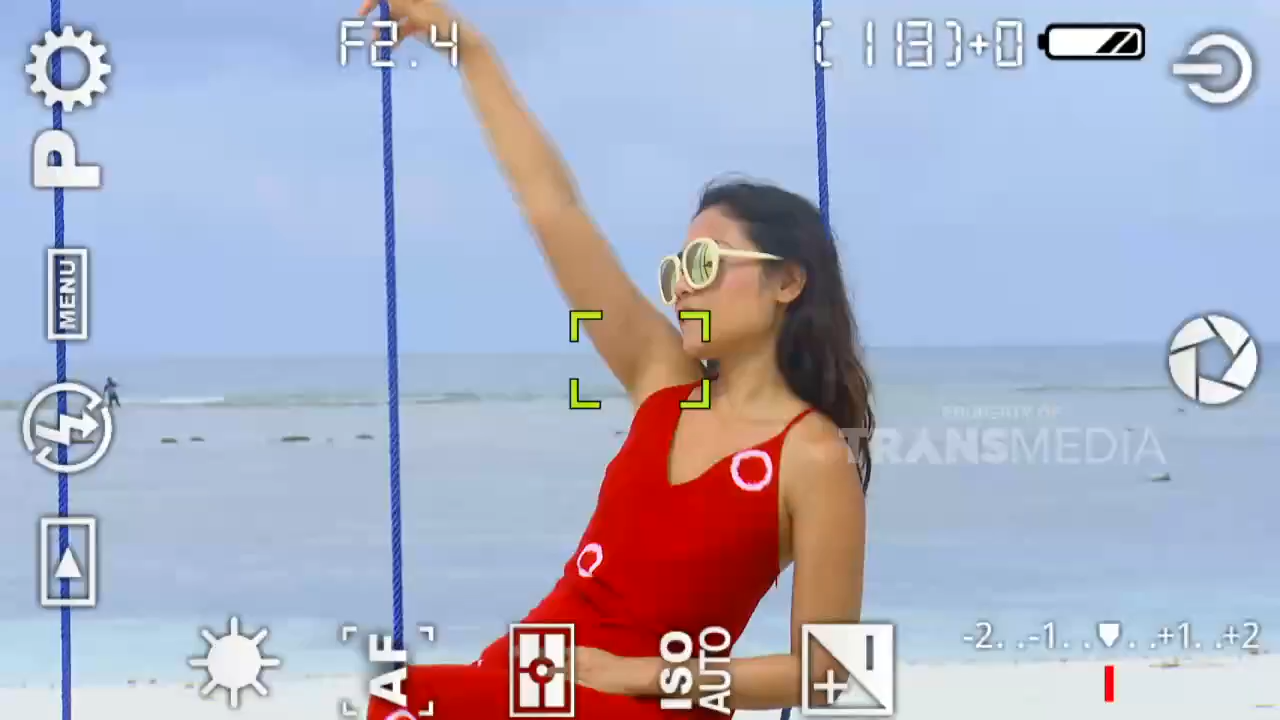 F2.4
(113)+0
P
MENU
PROPERTY OF
TRANSMEDIA
AF
ISO
AUTO
-2. .-1. . . .+1. .+2